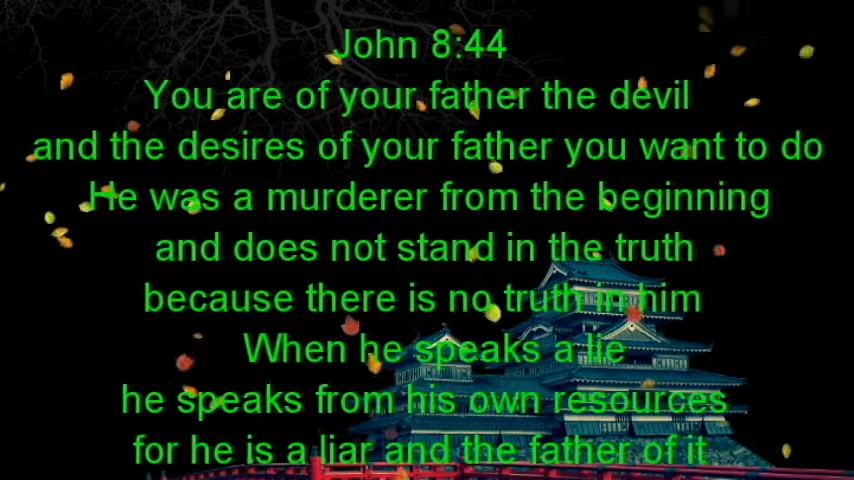 John 8:44
You are of your father the devil
and the desires of your father you want to do
He was a murderer from the beginning
and does not stand in the truth
because there is no truth in him
When he speaks a lie
he speaks from his own resources
for he is a liar and the father of it